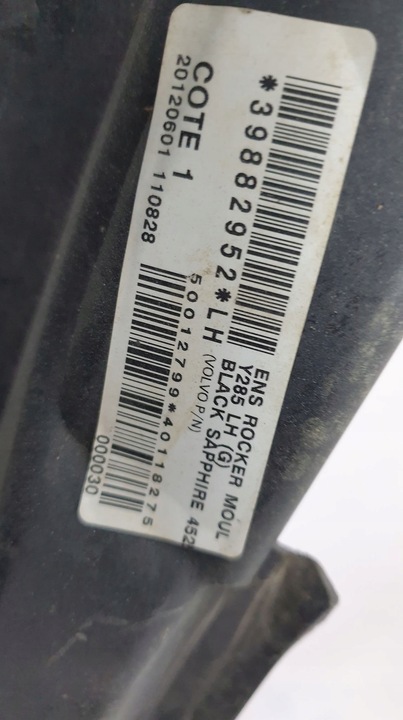 *39882952*LH
(VOLVO P/N)
ENS ROCKER MOUL
Y285 LH (G)
BLACK SAPPHIRE 452
COTE 1
20120601 110828
50012799*40118275
000030